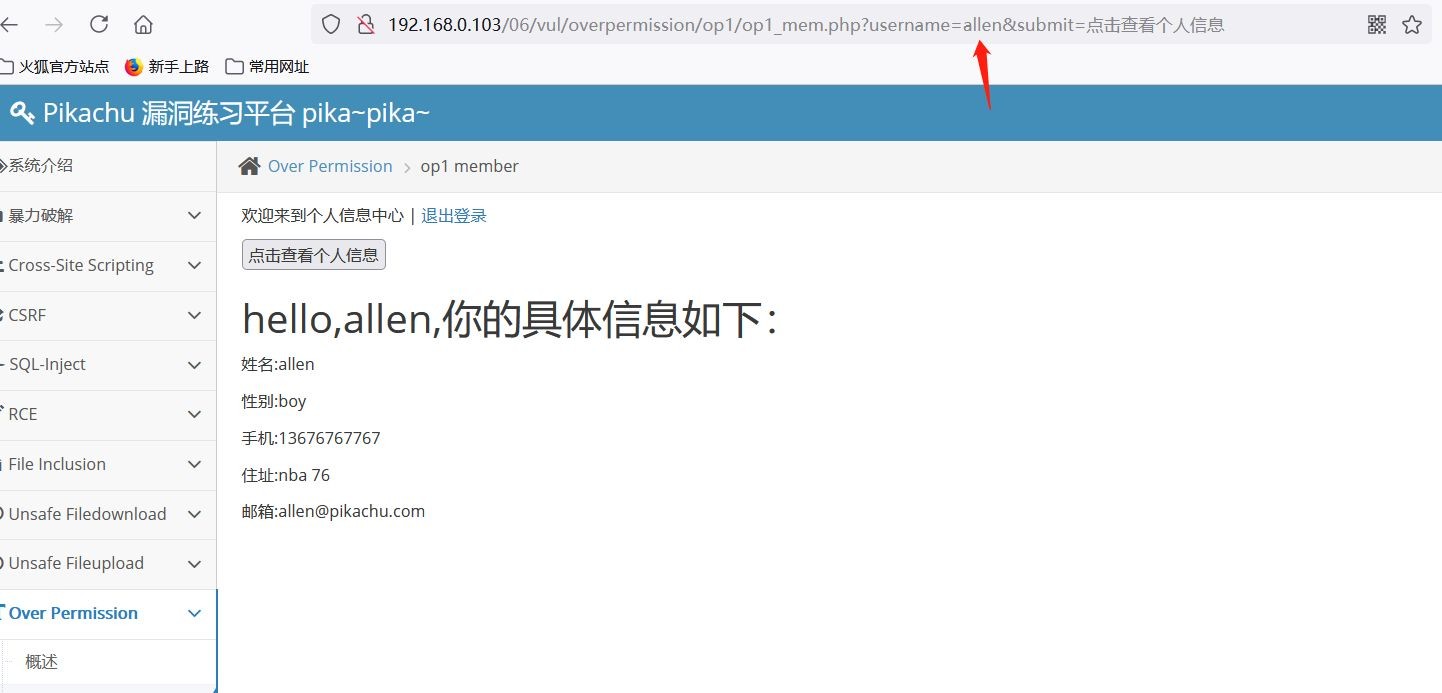 192.168.0.103/06/vul/overpermission/op1/op1_mem.php?username=allen&submit=点击查看个人信息
火狐官方站点 新手上路 常用网址
Pikachu 漏洞练习平台 pika~pika~
系统介绍
Over Permission > op1 member
暴力破解
欢迎来到个人信息中心 | 退出登录
点击查看个人信息
Cross-Site Scripting
CSRF
SQL-Inject
RCE
File Inclusion
Unsafe Filedownload
Unsafe Fileupload
Over Permission
概述
hello,allen,你的具体信息如下：
姓名:allen
性别:boy
手机:13676767767
住址:nba 76
邮箱:allen@pikachu.com